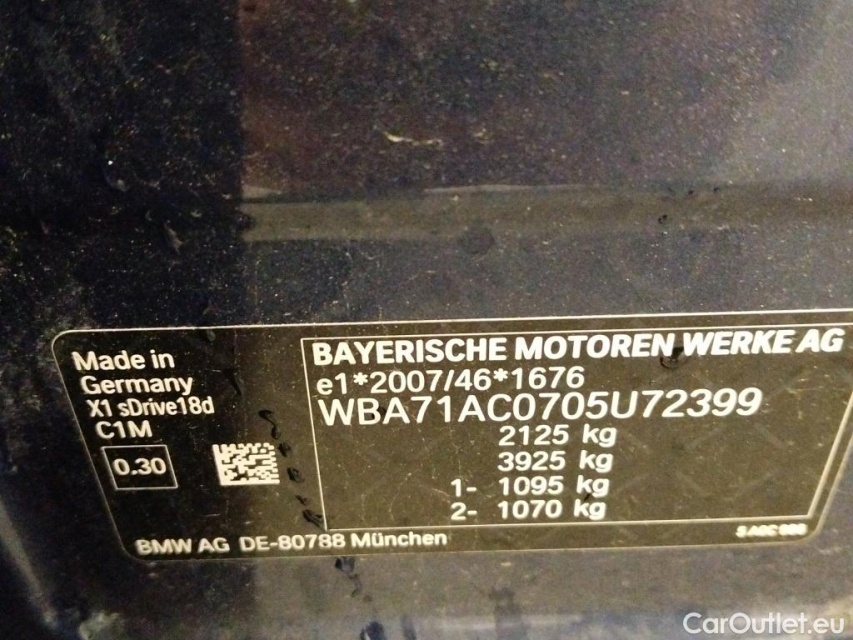 Made in
Germany
X1 sDrive18d
C1M
0.30
BAYERISCHE MOTOREN WERKE AG
e1*2007/46*1676
WBA71AC0705U72399
2125 kg
3925 kg
1- 1095 kg
2- 1070 kg
BMW AG DE-80788 München
CarOutlet.eu